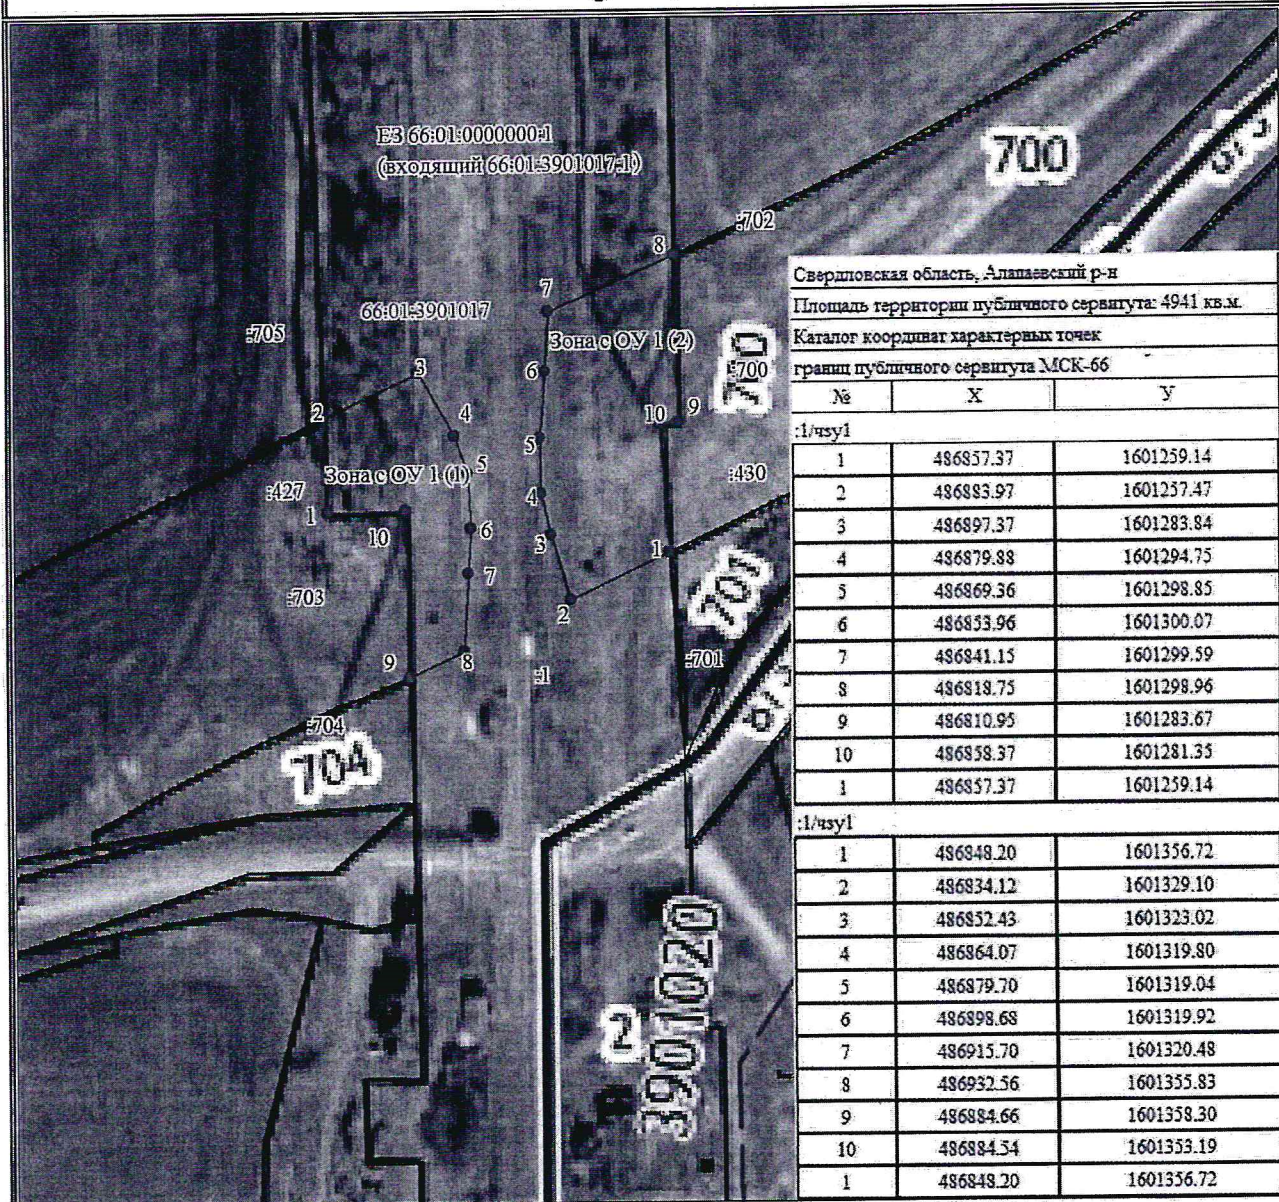 ЕЗ 66:01:0000000:1
(входящий 66:01:3901017:1)
700
:702
8
7
66:01:3901017
:705
Зона с ОУ 1 (2)
6
:700
700
3
2
4
10
9
5
5
:430
Зона с ОУ 1 (1)
:427
4
1
10
6
3
1
7
701
:703
2
9
8
:701
:1
:704
704
2
3901020
Свердловская область, Алапаевский р-н
Площадь территории публичного сервитута: 4941 кв.м.
Каталог координат характерных точек
границ публичного сервитута МСК-66
№ X У
:1/чзу1
1 486857.37 1601259.14
2 486883.97 1601257.47
3 486897.37 1601283.84
4 486879.88 1601294.75
5 486869.36 1601298.85
6 486853.96 1601300.07
7 486841.15 1601299.59
8 486818.75 1601298.96
9 486810.95 1601283.67
10 486858.37 1601281.35
1 486857.37 1601259.14
:1/чзу1
1 486848.20 1601356.72
2 486834.12 1601329.10
3 486852.43 1601323.02
4 486864.07 1601319.80
5 486879.70 1601319.04
6 486898.68 1601319.92
7 486915.70 1601320.48
8 486932.56 1601355.83
9 486884.66 1601358.30
10 486884.54 1601353.19
1 486848.20 1601356.72